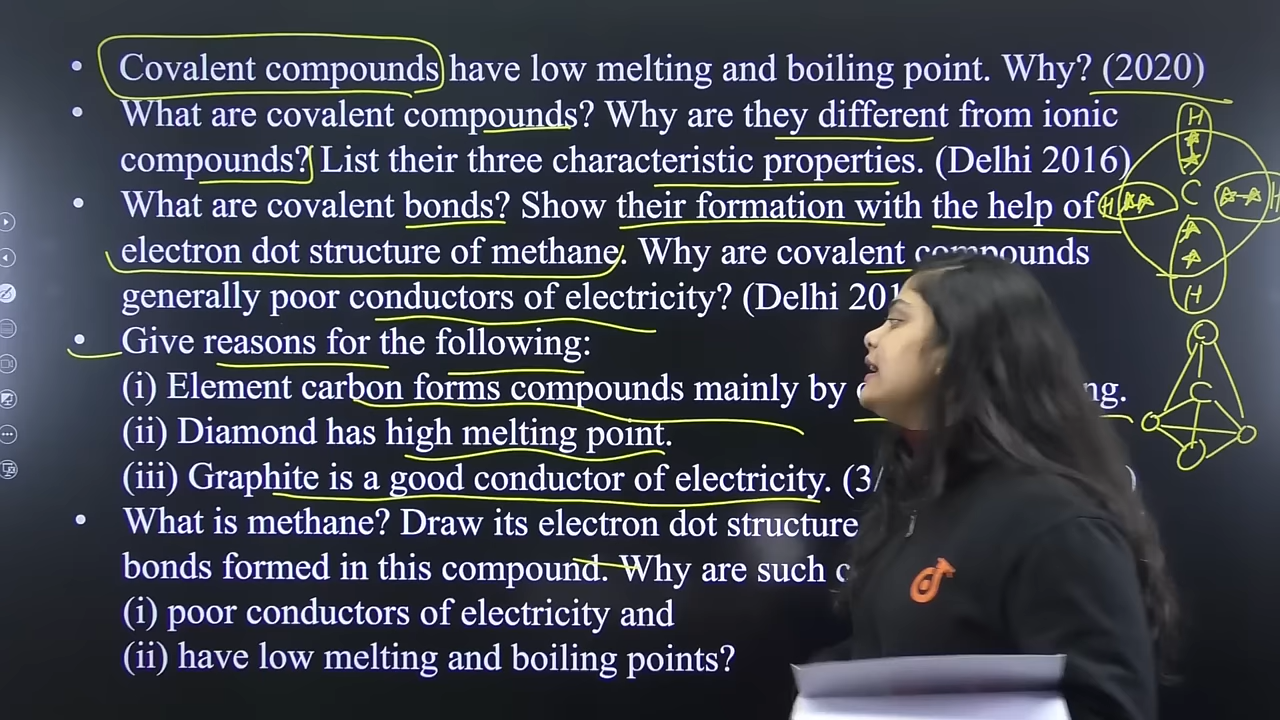 • Covalent compounds have low melting and boiling point. Why? (2020)
• What are covalent compounds? Why are they different from ionic
compounds? List their three characteristic properties. (Delhi 2016)
• What are covalent bonds? Show their formation with the help of
electron dot structure of methane. Why are covalent compounds
generally poor conductors of electricity? (Delhi 201
• Give reasons for the following:
(i) Element carbon forms compounds mainly by ng.
(ii) Diamond has high melting point.
(iii) Graphite is a good conductor of electricity. (3/ )
• What is methane? Draw its electron dot structure
bonds formed in this compound. Why are such c
(i) poor conductors of electricity and
(ii) have low melting and boiling points?
H
H C H
H
C
C